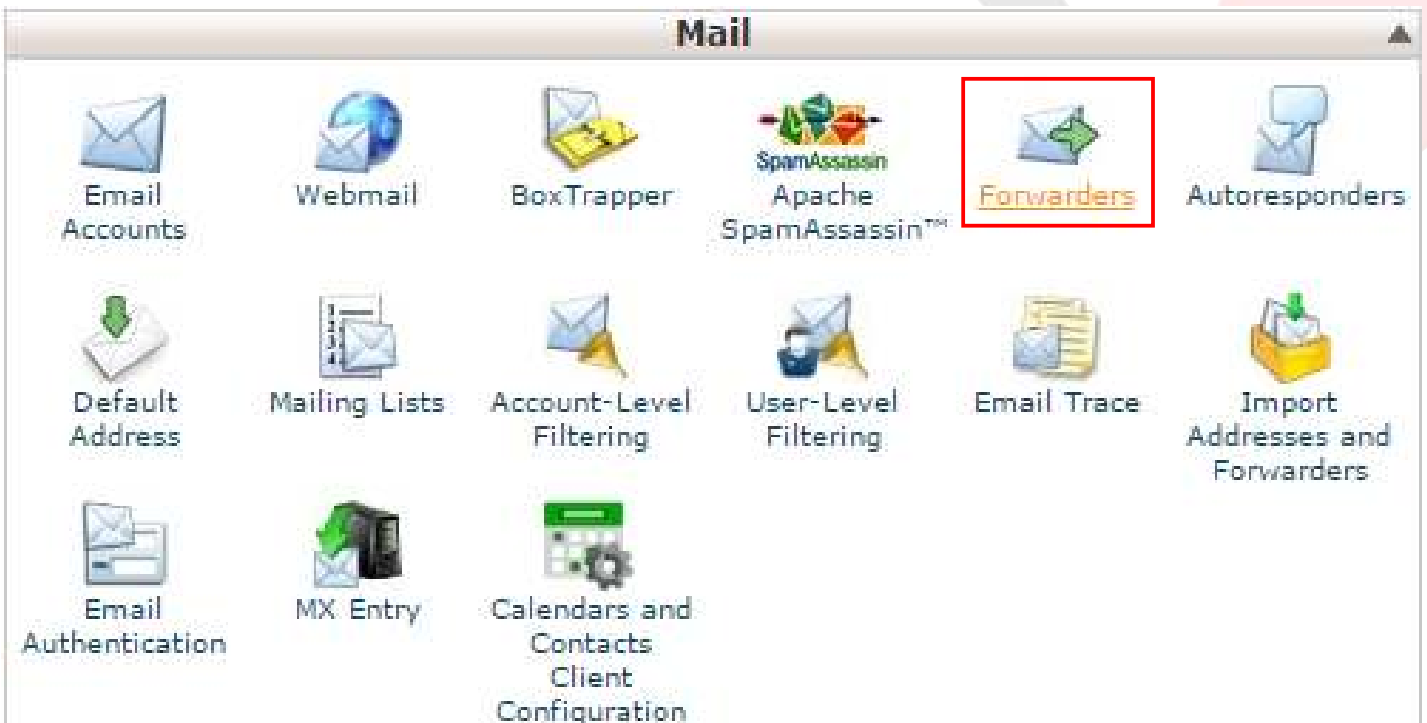 Mail
Email
Accounts
Webmail
BoxTrapper
SpamAssassin
Apache
SpamAssassin™
Forwarders
Autoresponders
Default
Address
Mailing Lists
Account-Level
Filtering
User-Level
Filtering
Email Trace
Import
Addresses and
Forwarders
Email
Authentication
MX Entry
Calendars and
Contacts
Client
Configuration